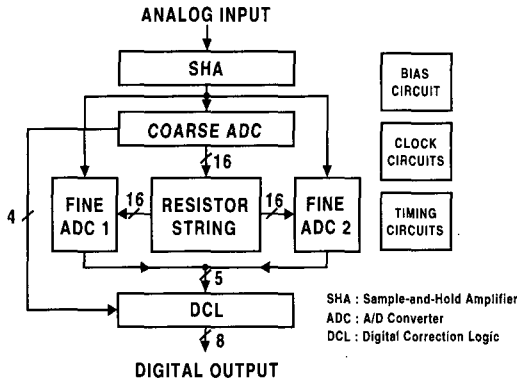 ANALOG INPUT
SHA
BIAS
CIRCUIT
COARSE ADC
16
CLOCK
CIRCUITS
4
FINE
ADC 1
16
RESISTOR
STRING
16
FINE
ADC 2
TIMING
CIRCUITS
5
DCL
8
DIGITAL OUTPUT
SHA : Sample-and-Hold Amplifier
ADC : A/D Converter
DCL : Digital Correction Logic